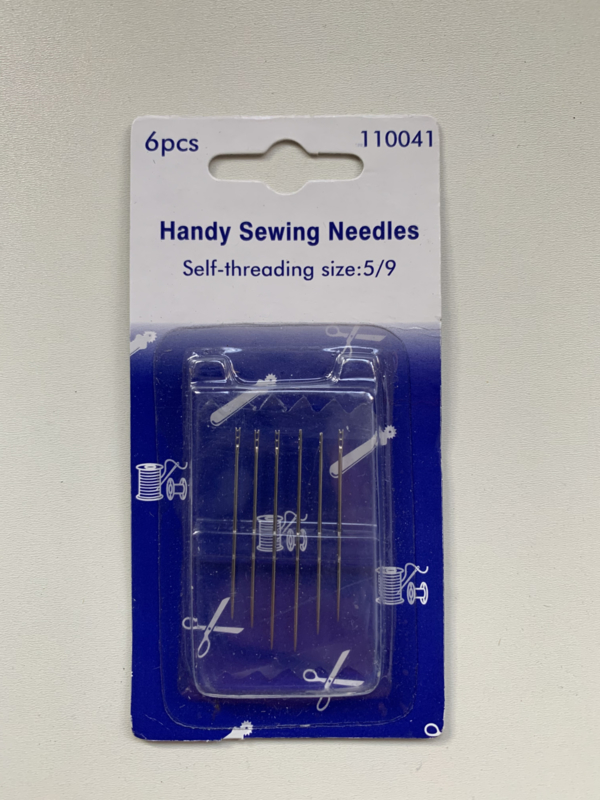 6pcs 110041
Handy Sewing Needles
Self-threading size:5/9